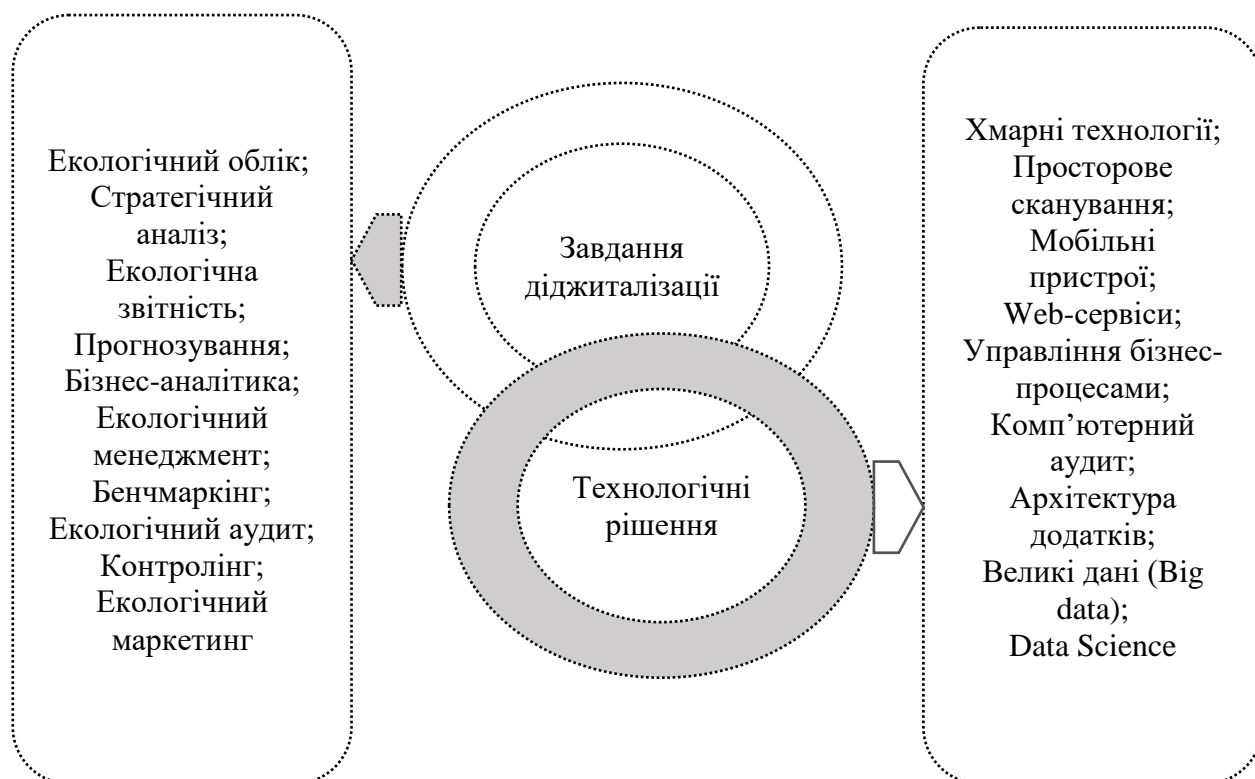 Екологічний облік;
Стратегічний
аналіз;
Екологічна
звітність;
Прогнозування;
Бізнес-аналітика;
Екологічний
менеджмент;
Бенчмаркінг;
Екологічний аудит;
Контролінг;
Екологічний
маркетинг
Завдання
діджиталізації
Технологічні
рішення
Хмарні технології;
Просторове
сканування;
Мобільні
пристрої;
Web-сервіси;
Управління бізнес-
процесами;
Комп’ютерний
аудит;
Архітектура
додатків;
Великі дані (Big
data);
Data Science